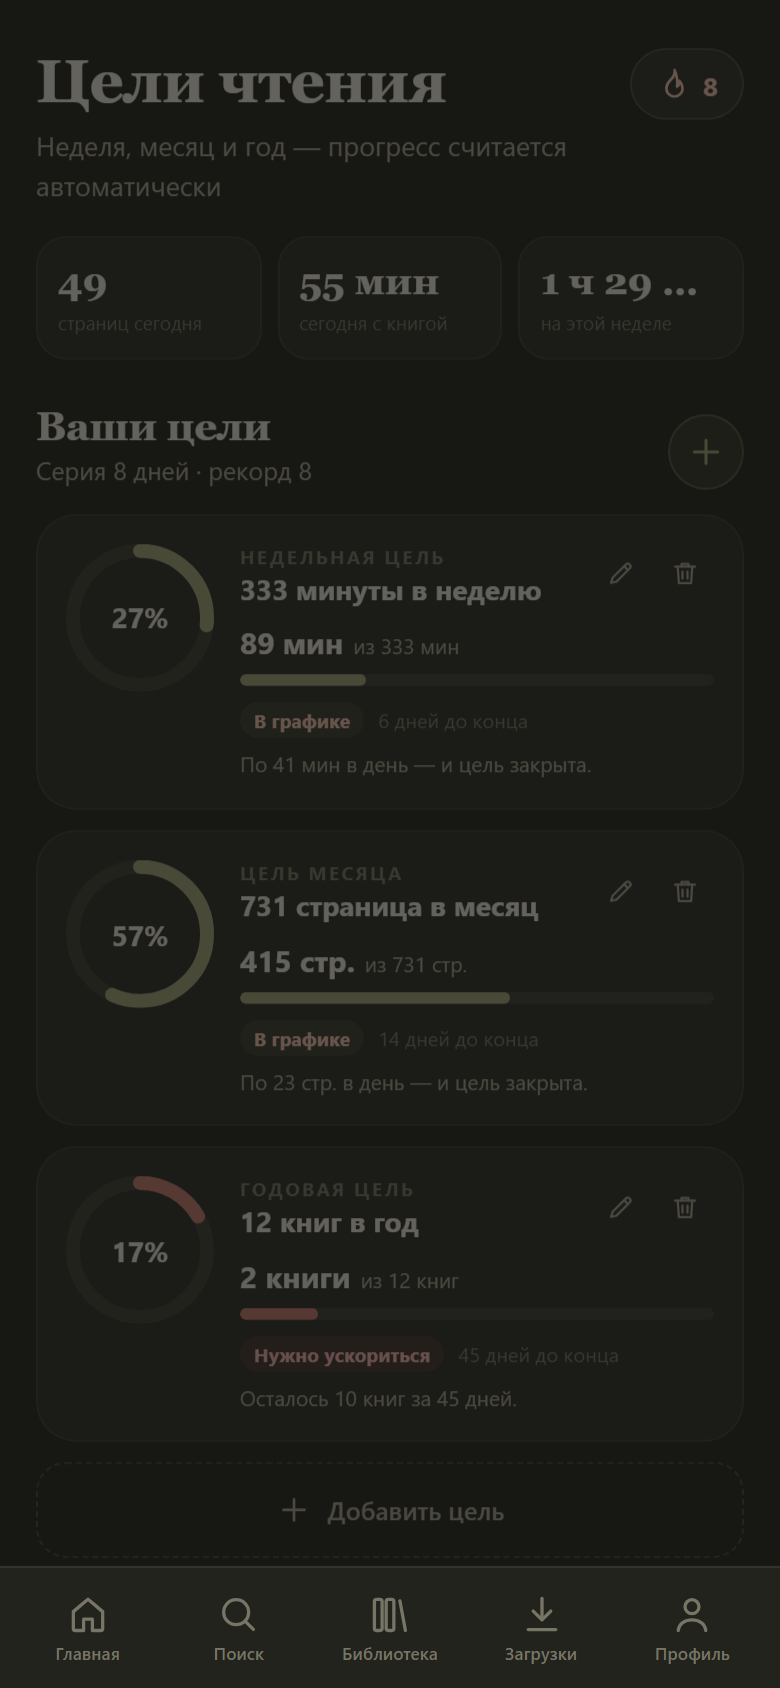 Цели чтения
8
Неделя, месяц и год — прогресс считается
автоматически
49
страниц сегодня
55 мин
сегодня с книгой
1 ч 29 ...
на этой неделе
Ваши цели
Серия 8 дней · рекорд 8
27%
НЕДЕЛЬНАЯ ЦЕЛЬ
333 минуты в неделю
89 мин из 333 мин
В графике 6 дней до конца
По 41 мин в день — и цель закрыта.
57%
ЦЕЛЬ МЕСЯЦА
731 страница в месяц
415 стр. из 731 стр.
В графике 14 дней до конца
По 23 стр. в день — и цель закрыта.
17%
ГОДОВАЯ ЦЕЛЬ
12 книг в год
2 книги из 12 книг
Нужно ускориться 45 дней до конца
Осталось 10 книг за 45 дней.
Добавить цель
Главная Поиск Библиотека Загрузки Профиль